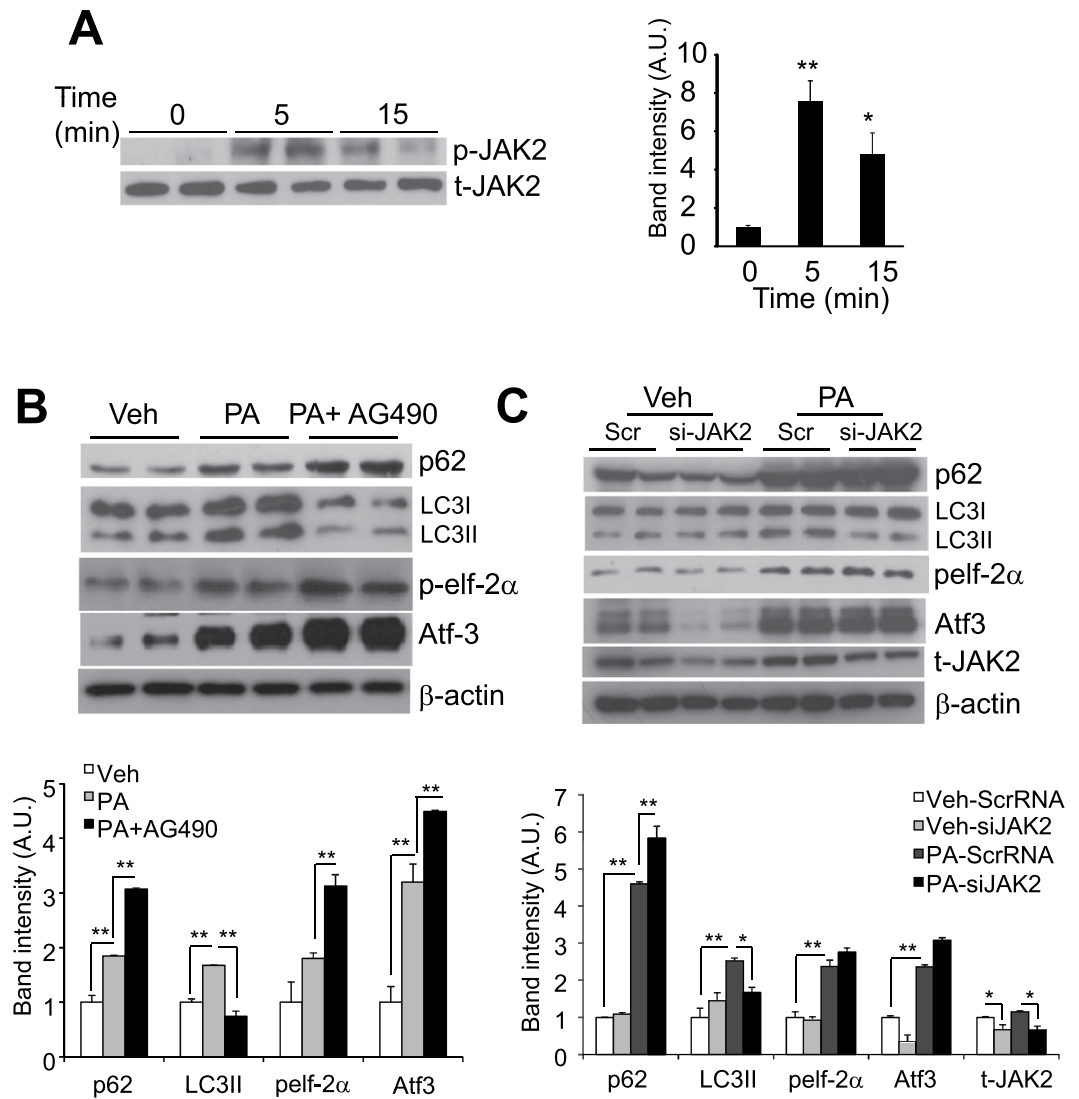 A
Time
(min)
0 5 15
p-JAK2
t-JAK2
Band intensity (A.U.)
10
8
6
4
2
0
**
*
0 5 15
Time (min)
B
Veh PA PA+ AG490
p62
LC3I
LC3II
p-eIf-2α
Atf-3
β-actin
Band intensity (A.U.)
5
4
3
2
1
0
Veh
PA
PA+AG490
** **
** **
**
** **
p62 LC3II peIf-2α Atf3
C
Veh PA
Scr si-JAK2 Scr si-JAK2
p62
LC3I
LC3II
peIf-2α
Atf3
t-JAK2
β-actin
Band intensity (A.U.)
7
6
5
4
3
2
1
0
Veh-ScrRNA
Veh-siJAK2
PA-ScrRNA
PA-siJAK2
** **
** *
**
**
* *
p62 LC3II peIf-2α Atf3 t-JAK2